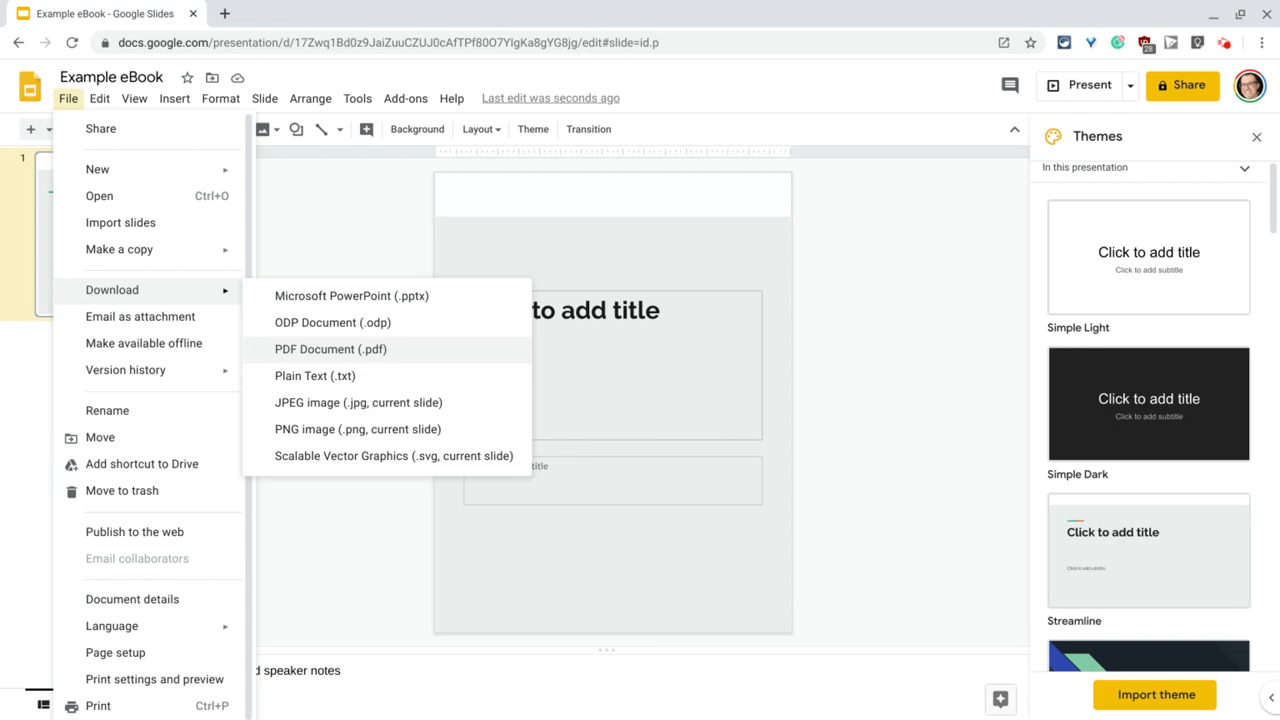 Example eBook - Google Slides
docs.google.com/presentation/d/17Zwq1Bd0z9JaiZuuCZUJ0cAfTPf80O7YIgKa8gYG8jg/edit#slide=id.p
28
Example eBook
File Edit View Insert Format Slide Arrange Tools Add-ons Help Last edit was seconds ago
Present
Share
Background Layout Theme Transition
1
Share
New
Open Ctrl+O
Import slides
Make a copy
Download
Email as attachment
Make available offline
Version history
Rename
Move
Add shortcut to Drive
Move to trash
Publish to the web
Email collaborators
Document details
Language
Page setup
Print settings and preview
Print Ctrl+P
Microsoft PowerPoint (.pptx)
ODP Document (.odp)
PDF Document (.pdf)
Plain Text (.txt)
JPEG image (.jpg, current slide)
PNG image (.png, current slide)
Scalable Vector Graphics (.svg, current slide)
to add title
title
d speaker notes
Themes
In this presentation
Click to add title
Click to add subtitle
Simple Light
Click to add title
Click to add subtitle
Simple Dark
Click to add title
Click to add subtitle
Streamline
Import theme